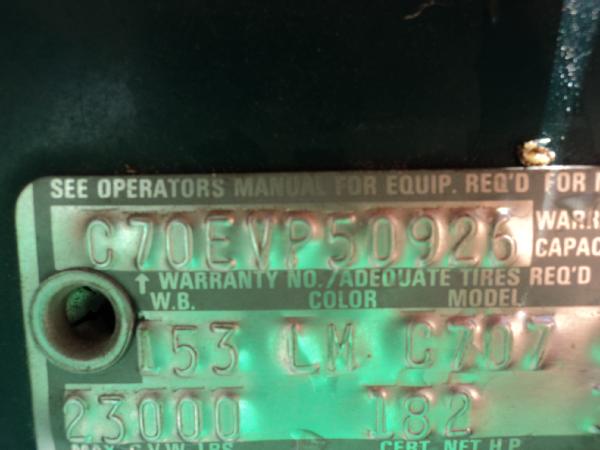 SEE OPERATORS MANUAL FOR EQUIP. REQ'D FOR
C70EVP50926 WARR
CAPAC
↑ WARRANTY NO./ADEQUATE TIRES REQ'D
W.B. COLOR MODEL
153 LM C707
23000 182
MAX. G.V.W. LBS CERT. NET H.P.